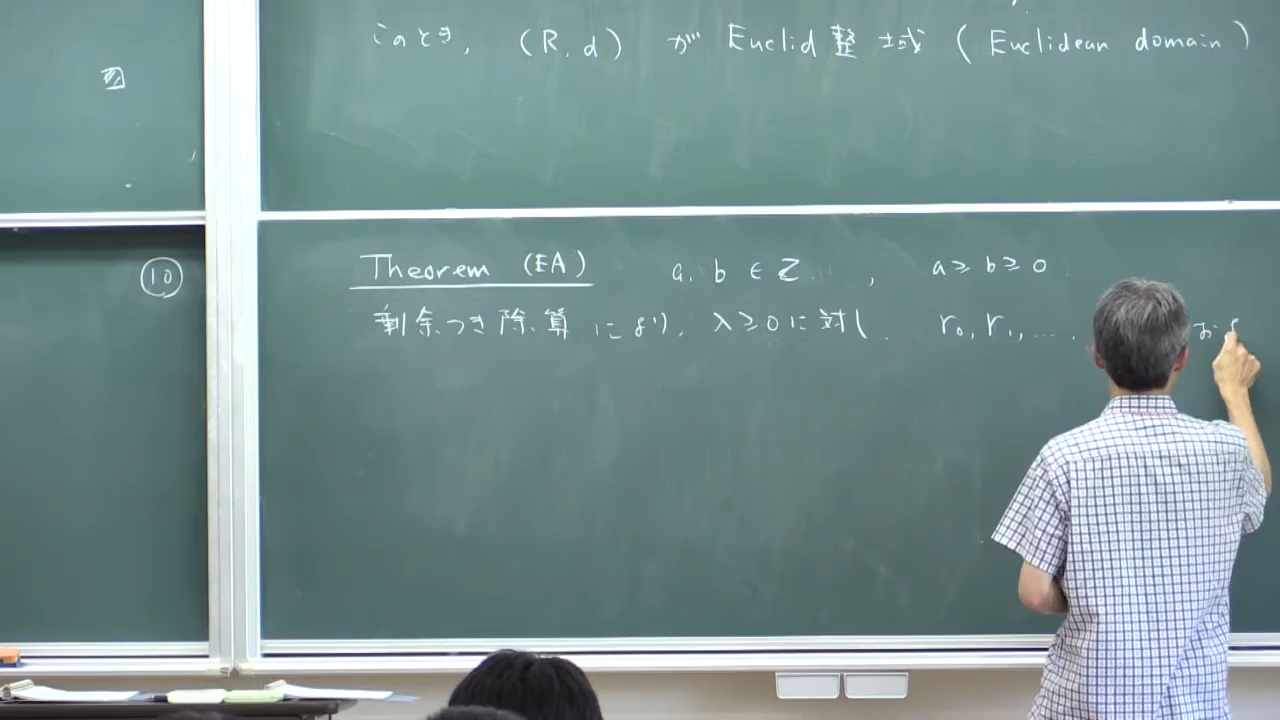 このとき, (R, d) が Euclid 整域 (Euclidean domain)
⑩
Theorem (EA) a, b ∈ Z , a ≥ b ≥ 0
剰余つき除算により, λ ≥ 0 に対し r₀, r₁, …, お